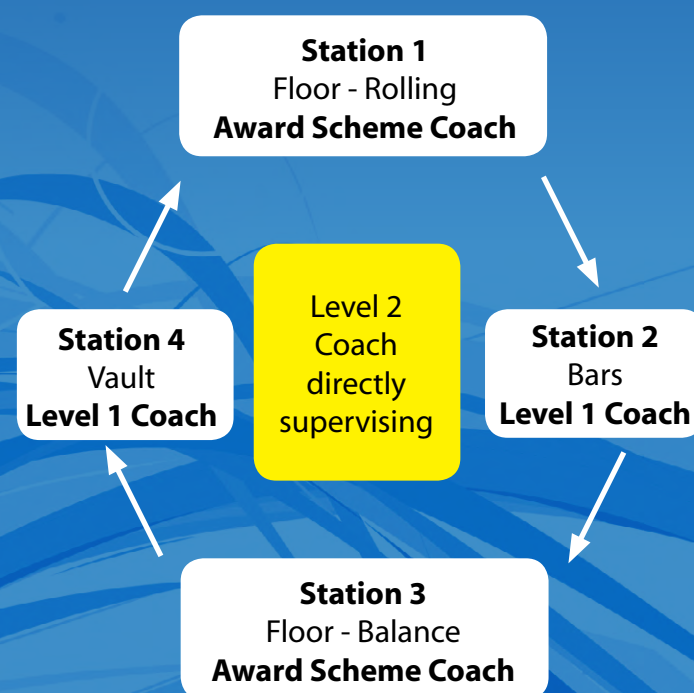 Station 1
Floor - Rolling
Award Scheme Coach
Station 4
Vault
Level 1 Coach
Level 2
Coach
directly
supervising
Station 2
Bars
Level 1 Coach
Station 3
Floor - Balance
Award Scheme Coach